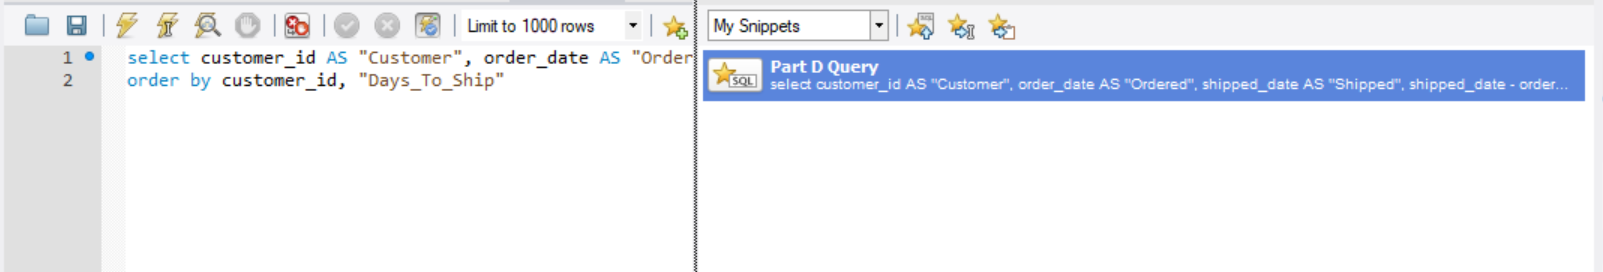 Limit to 1000 rows
My Snippets
1 select customer_id AS "Customer", order_date AS "Order
2 order by customer_id, "Days_To_Ship"
Part D Query
SQL
select customer_id AS "Customer", order_date AS "Ordered", shipped_date AS "Shipped", shipped_date - order...